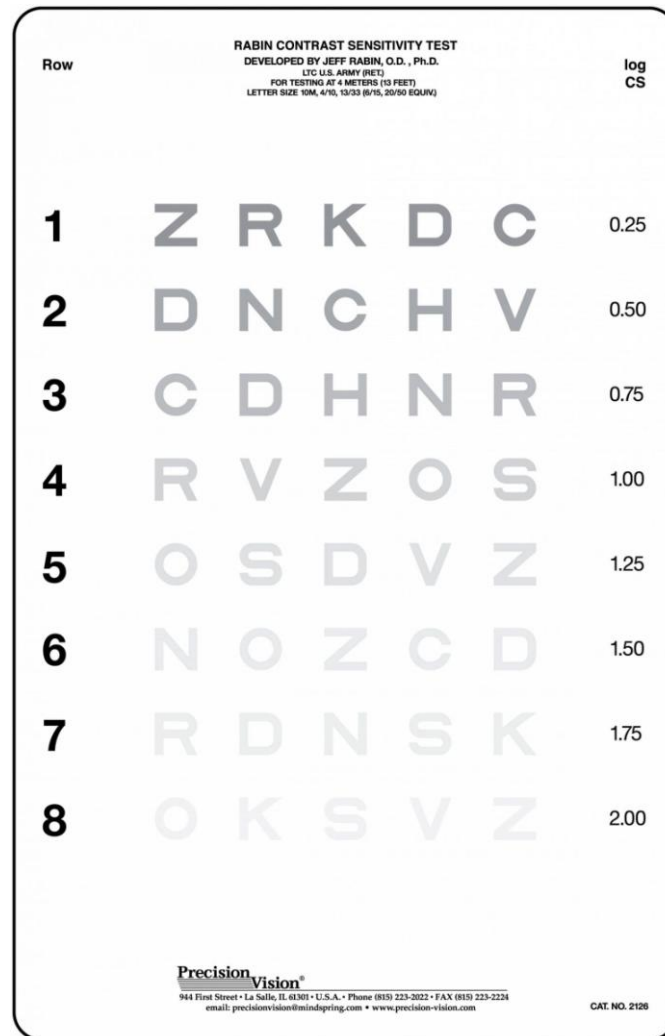 RABIN CONTRAST SENSITIVITY TEST
DEVELOPED BY JEFF RABIN, O.D. , Ph.D.
LTC U.S. ARMY (RET.)
FOR TESTING AT 4 METERS (13 FEET)
LETTER SIZE 10M, 4/10, 13/33 (6/15, 20/50 EQUIV.)
Row log CS
1 Z R K D C 0.25
2 D N C H V 0.50
3 C D H N R 0.75
4 R V Z O S 1.00
5 O S D V Z 1.25
6 N O Z C D 1.50
7 R D N S K 1.75
8 O K S V Z 2.00
Precision Vision®
944 First Street • La Salle, IL 61301 • U.S.A. • Phone (815) 223-2022 • FAX (815) 223-2224
email: precisionvision@mindspring.com • www.precision-vision.com
CAT. NO. 2126